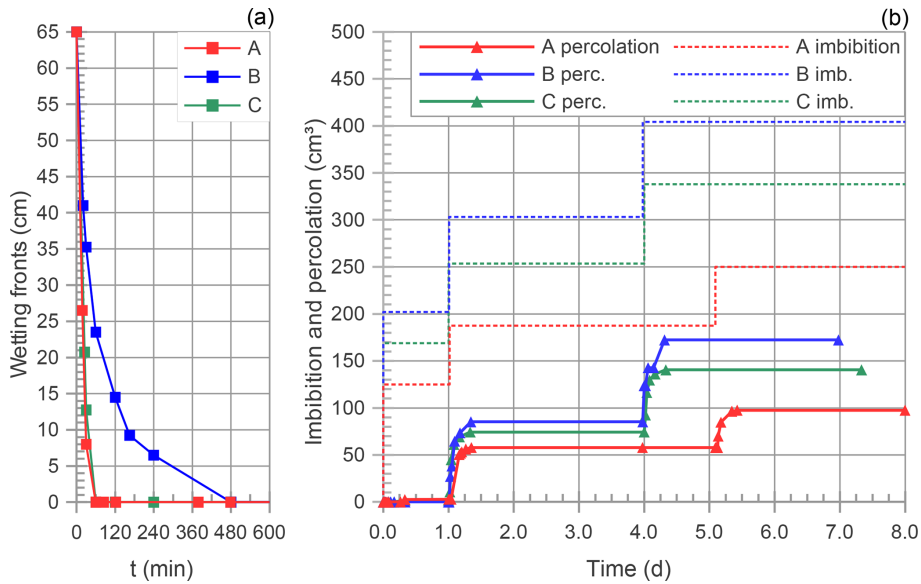 (a)
A
B
C
Wetting fronts (cm)
65
60
55
50
45
40
35
30
25
20
15
10
5
0
0 120 240 360 480 600
t (min)
(b)
A percolation A imbibition
B perc. B imb.
C perc. C imb.
Imbibition and percolation (cm³)
500
450
400
350
300
250
200
150
100
50
0
0.0 1.0 2.0 3.0 4.0 5.0 6.0 7.0 8.0
Time (d)